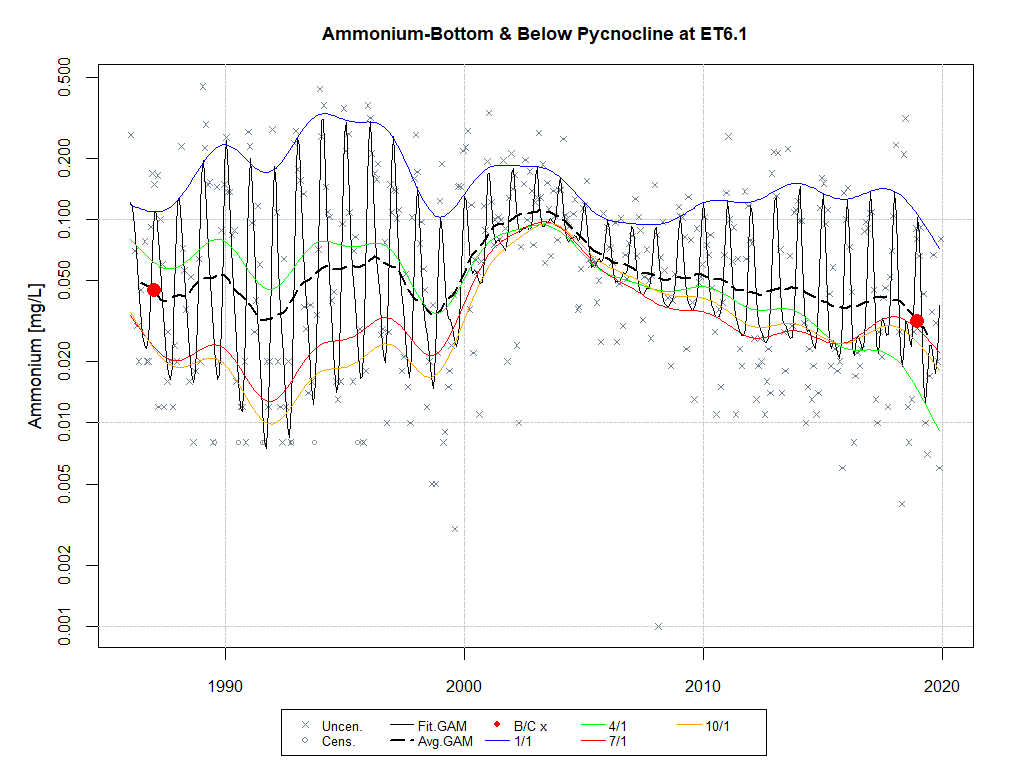 Ammonium-Bottom & Below Pycnocline at ET6.1
Ammonium [mg/L]
0.500
0.200
0.100
0.050
0.020
0.010
0.005
0.002
0.001
1990 2000 2010 2020
Uncen. Fit.GAM B/C x 4/1 10/1
Cens. Avg.GAM 1/1 7/1